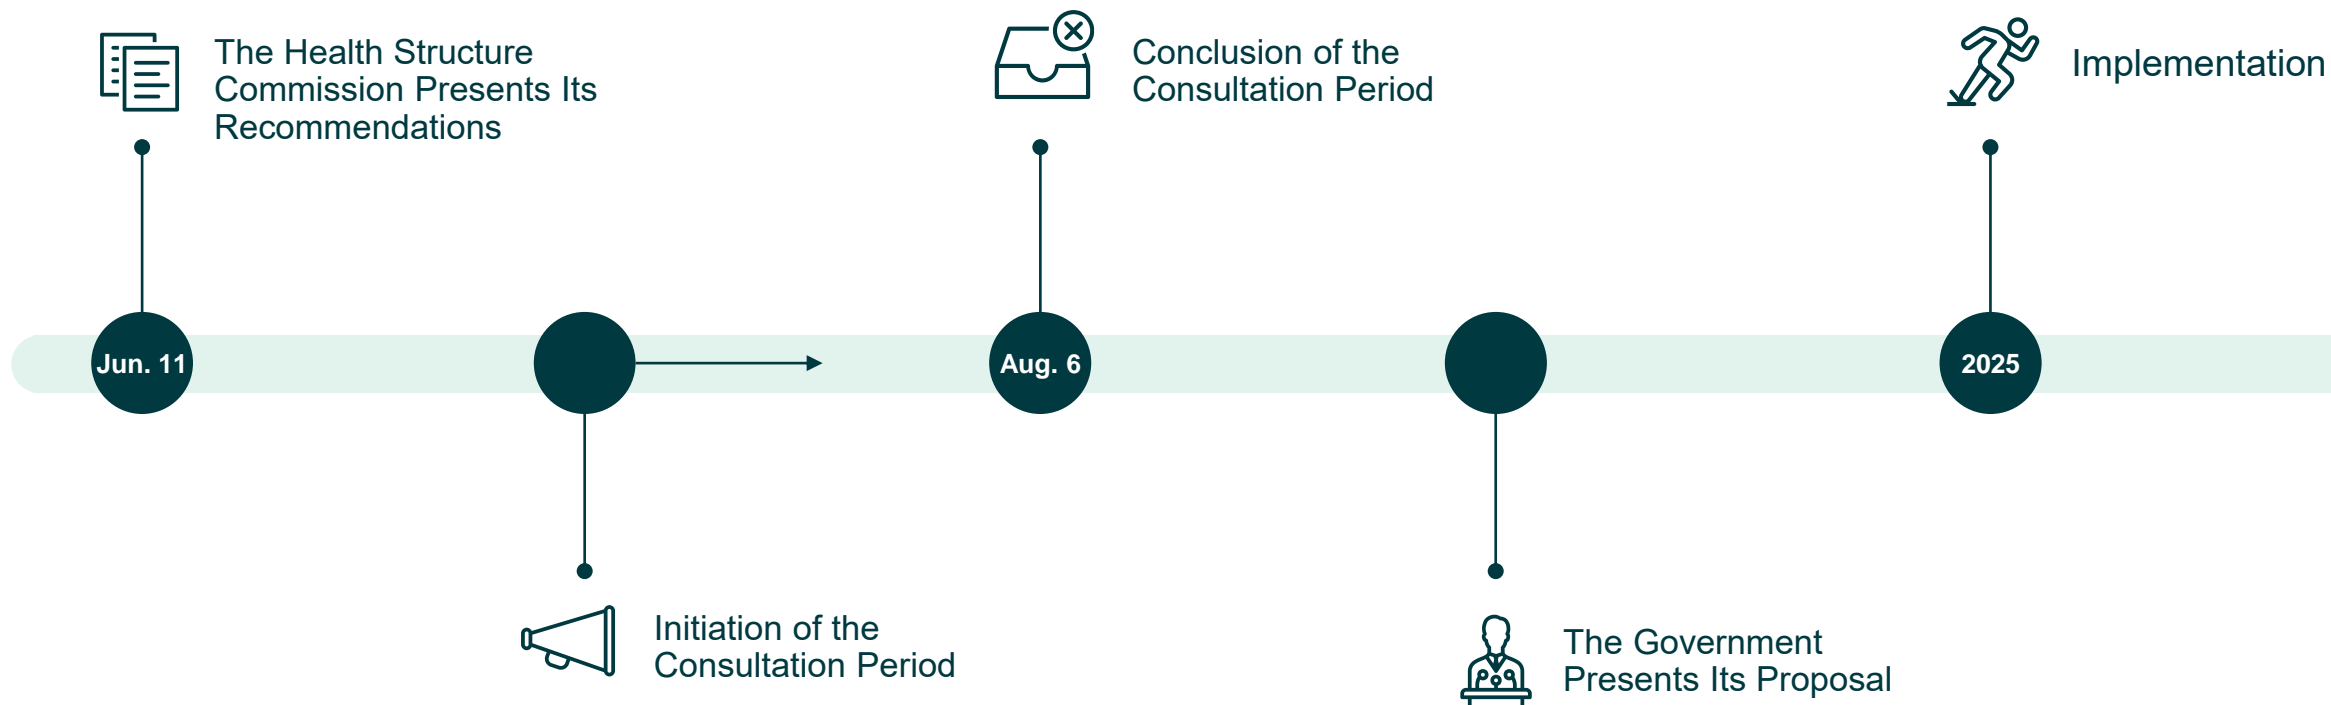 The Health Structure
Commission Presents Its
Recommendations
Conclusion of the
Consultation Period
Implementation
Jun. 11
Aug. 6
2025
Initiation of the
Consultation Period
The Government
Presents Its Proposal